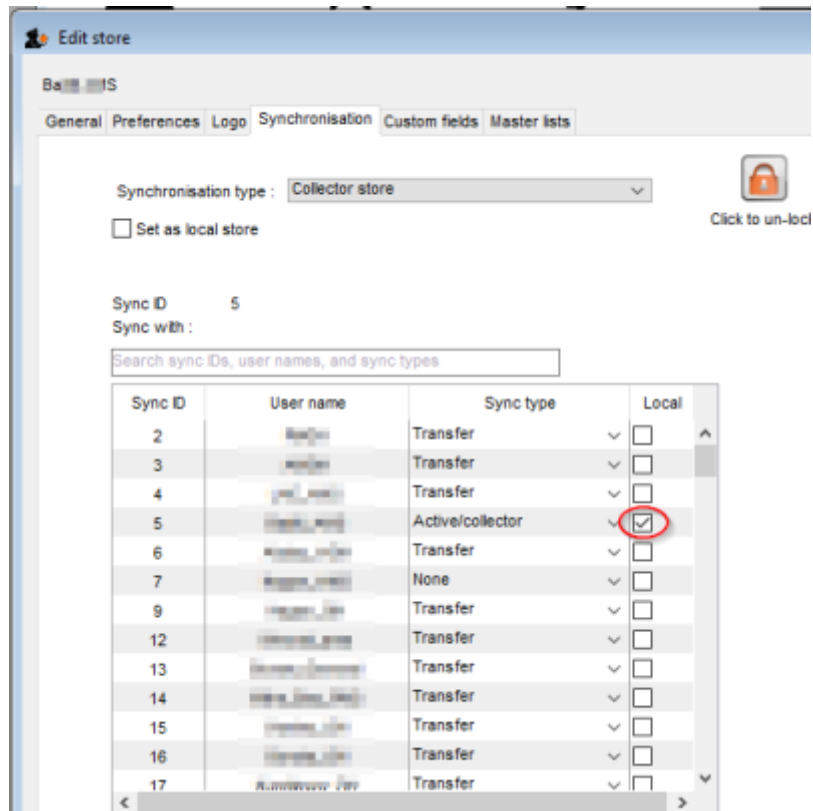 Edit store
General Preferences Logo Synchronisation Custom fields Master lists
Synchronisation type : Collector store
Click to un-lock
Set as local store
Sync ID 5
Sync with :
Search sync IDs, user names, and sync types
Sync ID User name Sync type Local
2 Transfer
3 Transfer
4 Transfer
5 Active/collector
6 Transfer
7 None
9 Transfer
12 Transfer
13 Transfer
14 Transfer
15 Transfer
16 Transfer
17 Transfer